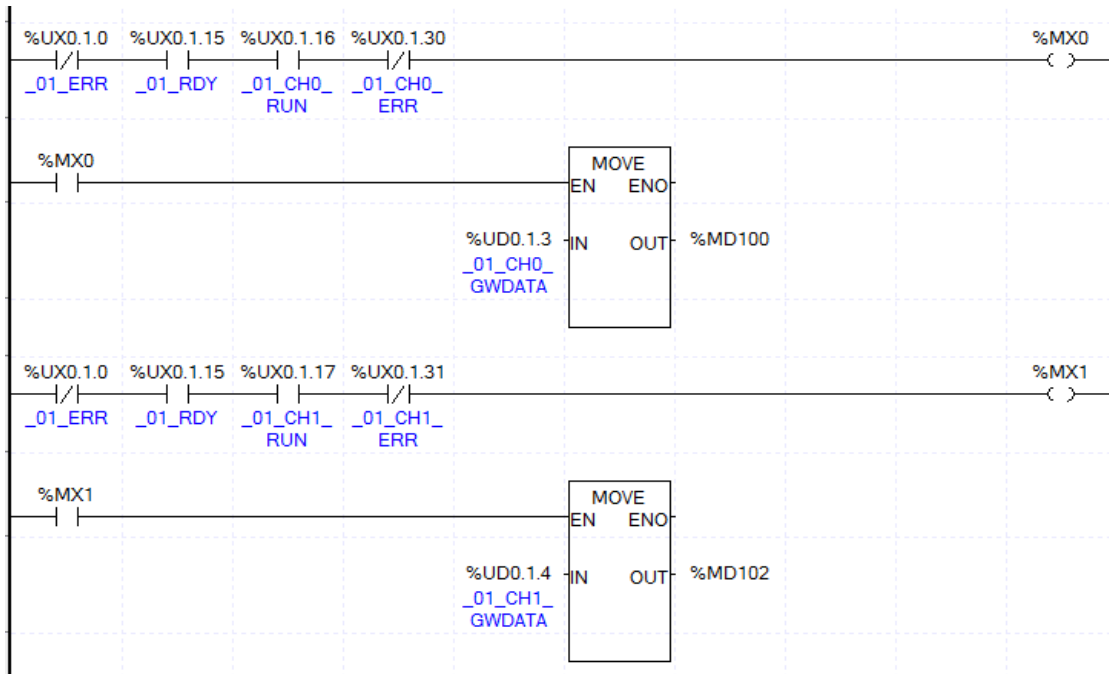 %UX0.1.0 %UX0.1.15 %UX0.1.16 %UX0.1.30 %MX0
_01_ERR _01_RDY _01_CH0_ _01_CH0_
RUN ERR
%MX0 MOVE
EN ENO
%UD0.1.3 IN OUT %MD100
_01_CH0_
GWDATA
%UX0.1.0 %UX0.1.15 %UX0.1.17 %UX0.1.31 %MX1
_01_ERR _01_RDY _01_CH1_ _01_CH1_
RUN ERR
%MX1 MOVE
EN ENO
%UD0.1.4 IN OUT %MD102
_01_CH1_
GWDATA